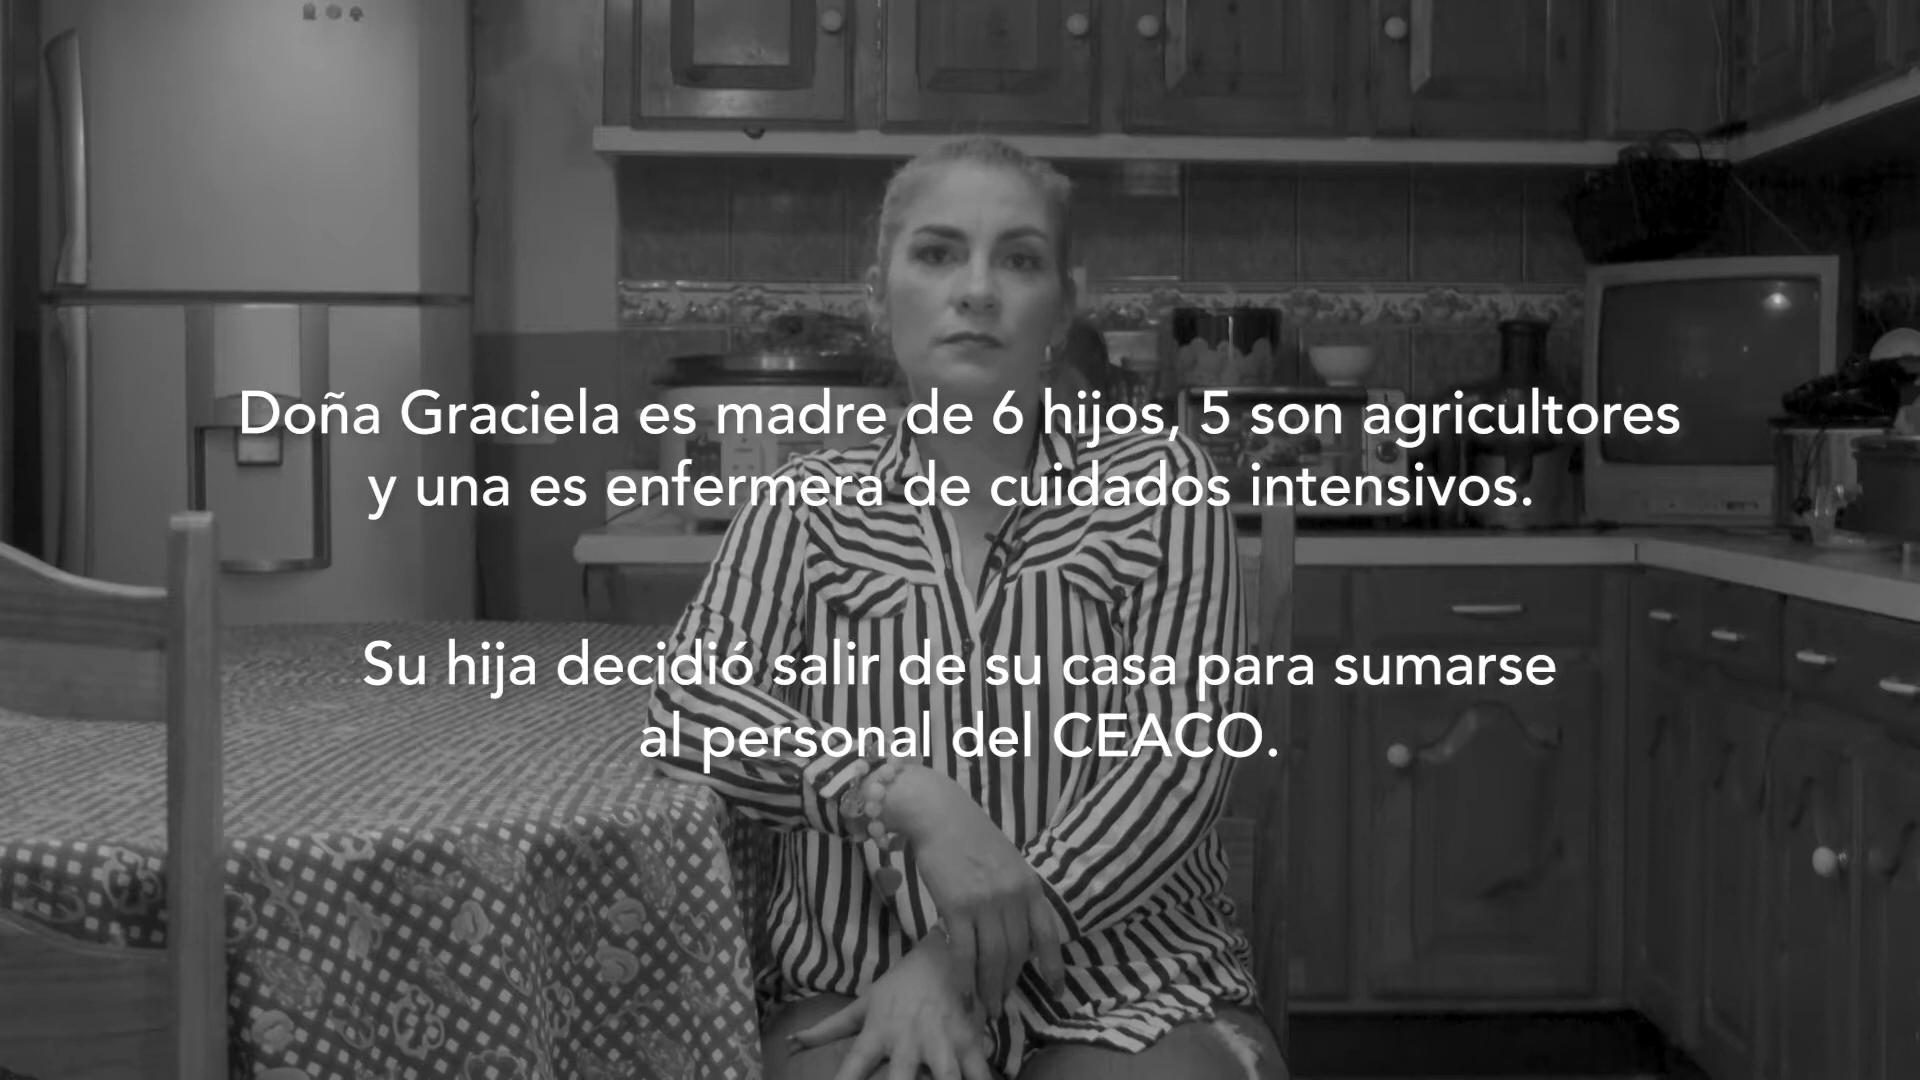 Doña Graciela es madre de 6 hijos, 5 son agricultores
y una es enfermera de cuidados intensivos.
Su hija decidió salir de su casa para sumarse
al personal del CEACO.